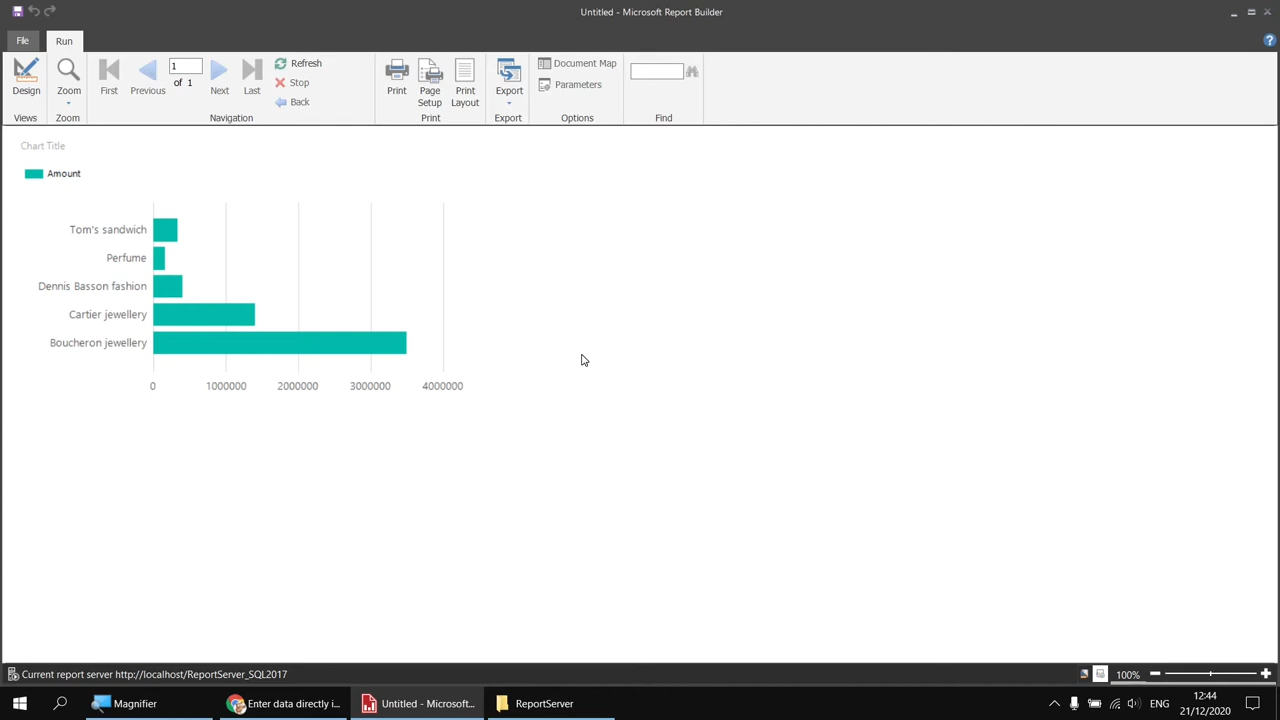 Untitled - Microsoft Report Builder
File
Run
Design
Zoom
First
Previous
1
of 1
Next
Last
Refresh
Stop
Back
Print
Page
Setup
Print
Layout
Export
Document Map
Parameters
Views
Zoom
Navigation
Print
Export
Options
Find
Chart Title
Amount
Tom's sandwich
Perfume
Dennis Basson fashion
Cartier jewellery
Boucheron jewellery
0
1000000
2000000
3000000
4000000
Current report server http://localhost/ReportServer_SQL2017
100%
Magnifier
Enter data directly i...
Untitled - Microsoft...
ReportServer
ENG
12:44
21/12/2020